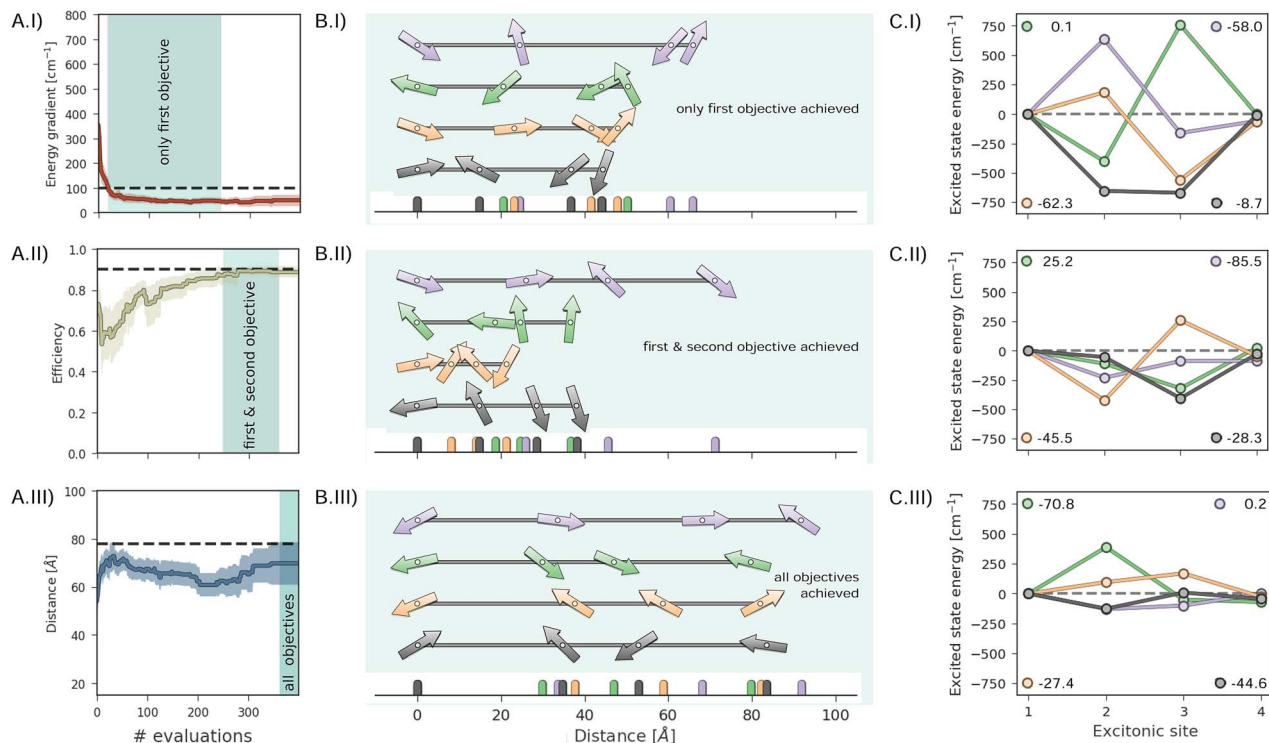 A.I)
800
700
600
500
400
300
200
100
0
Energy gradient [cm⁻¹]
only first objective
B.I)
only first objective achieved
C.I)
750
500
250
0
−250
−500
−750
Excited state energy [cm⁻¹]
0.1
-58.0
-62.3
-8.7
A.II)
1.0
0.8
0.6
0.4
0.2
0.0
Efficiency
first & second objective
B.II)
first & second objective achieved
C.II)
750
500
250
0
−250
−500
−750
Excited state energy [cm⁻¹]
25.2
-85.5
-45.5
-28.3
A.III)
100
80
60
40
20
Distance [Å]
all objectives
0
100
200
300
# evaluations
B.III)
all objectives
achieved
0
20
40
60
80
100
Distance [Å]
C.III)
750
500
250
0
−250
−500
−750
Excited state energy [cm⁻¹]
-70.8
0.2
-27.4
-44.6
1
2
3
4
Excitonic site